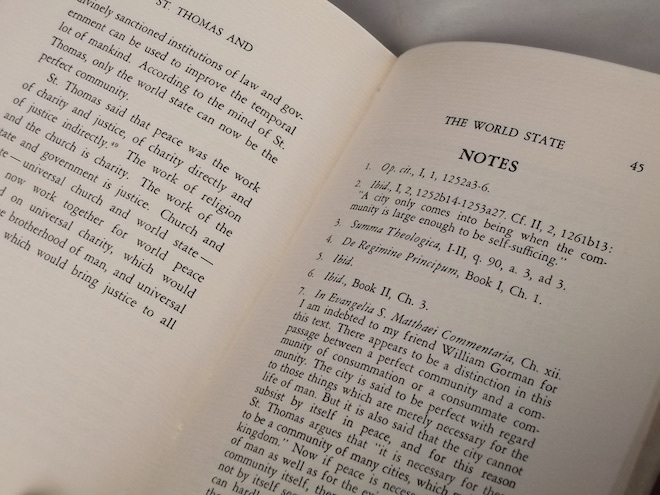 ST. THOMAS AND
divinely sanctioned institutions of law and gov-
ernment can be used to improve the temporal
lot of mankind. According to the mind of St.
Thomas, only the world state can now be the
perfect community.
St. Thomas said that peace was the work
of charity and justice, of charity directly and
of justice indirectly.⁴⁹ The work of religion
and the church is charity. The work of the
state and government is justice. Church and
state—universal church and world state—
now work together for world peace
on universal charity, which would
brotherhood of man, and universal
which would bring justice to all
THE WORLD STATE
45
NOTES
1. Op. cit., I, 1, 1252a3-6.
2. Ibid., I, 2, 1252b14-1253a27. Cf. II, 2, 1261b13:
"A city only comes into being when the com-
munity is large enough to be self-sufficing."
3. Summa Theologica, I-II, q. 90, a. 3, ad 3.
4. De Regimine Principum, Book I, Ch. 1.
5. Ibid.
6. Ibid., Book II, Ch. 3.
7. In Evangelia S. Matthaei Commentaria, Ch. xii.
I am indebted to my friend William Gorman for
this text. There appears to be a distinction in this
passage between a perfect community and a com-
munity of consummation or a consummate com-
munity. The city is said to be perfect with regard
to those things which are merely necessary for the
life of man. But it is also said that the city cannot
subsist by itself in peace, and for this reason
St. Thomas argues that "it is necessary for there
to be a community of many cities, which
kingdom." Now if peace is necessary
of man as well as for the
community itself,
not by itself
can hardly